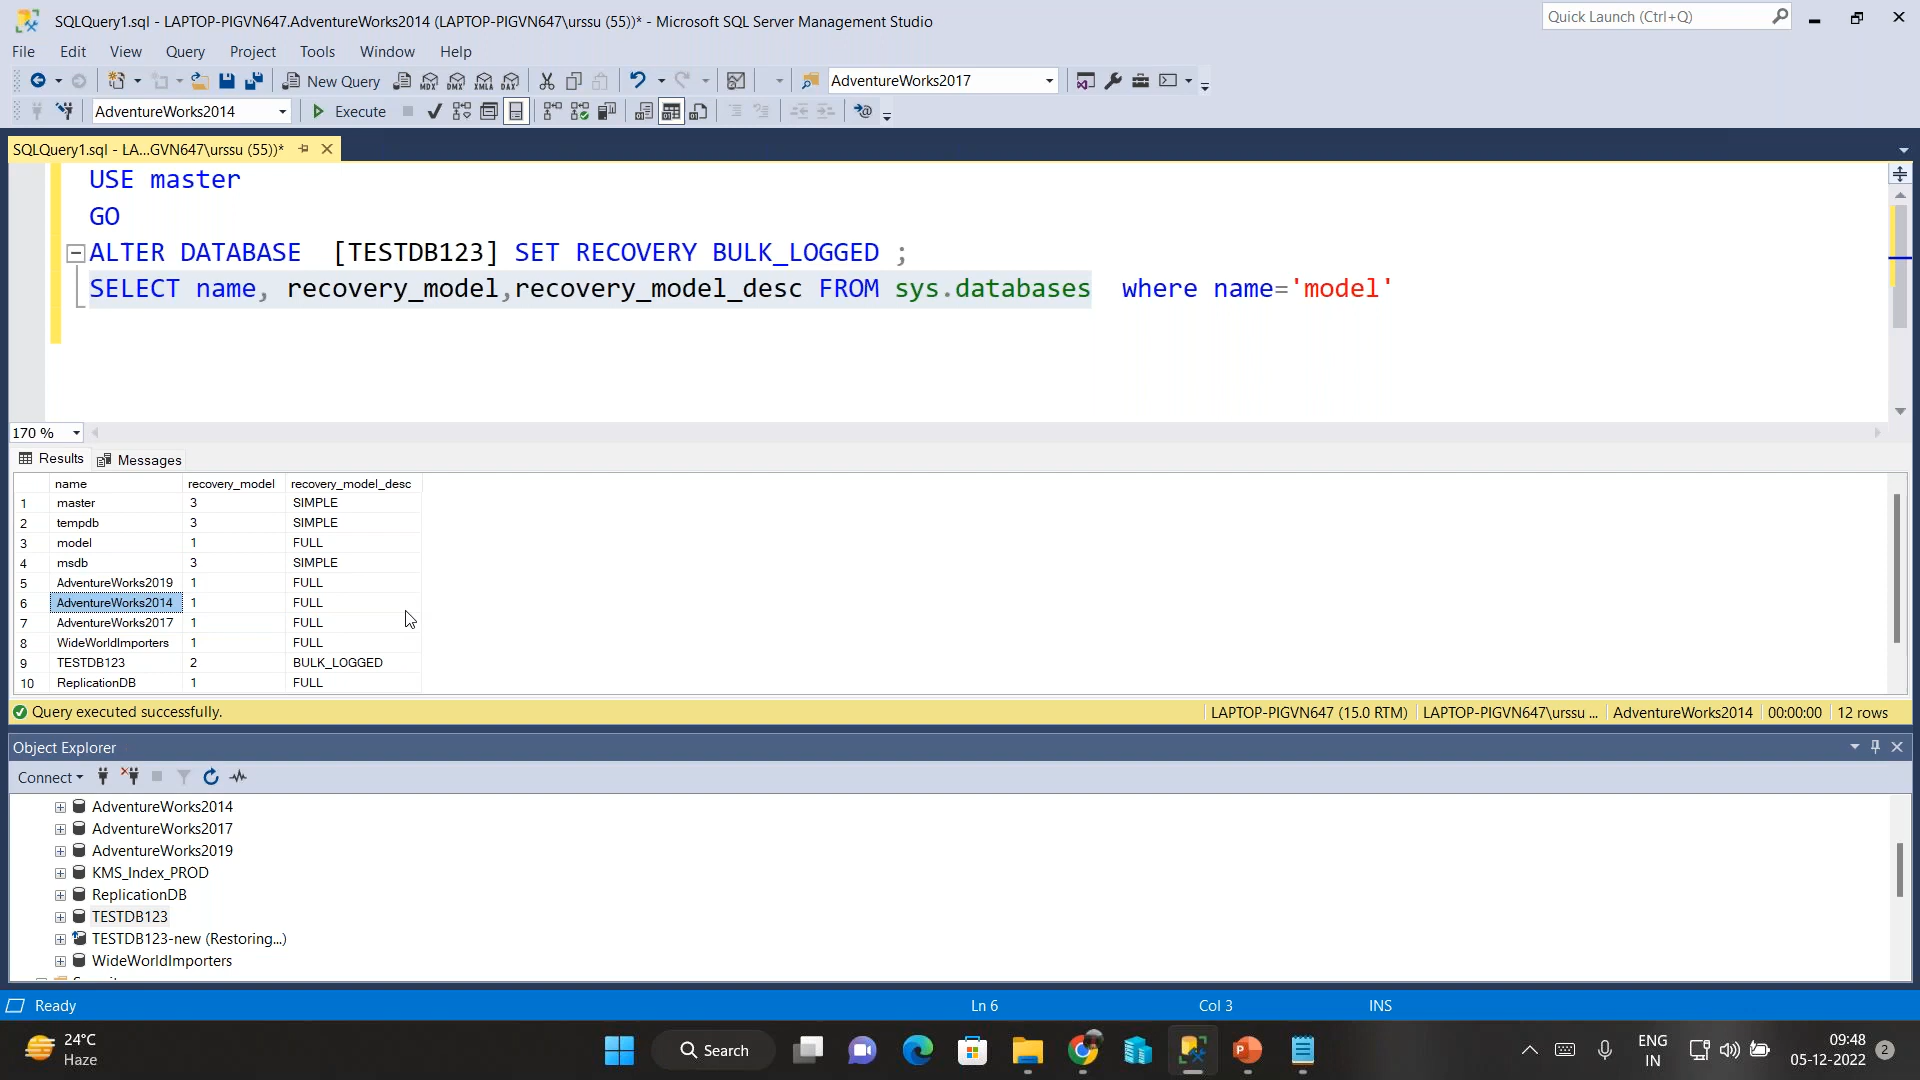 SQLQuery1.sql - LAPTOP-PIGVN647.AdventureWorks2014 (LAPTOP-PIGVN647\urssu (55))* - Microsoft SQL Server Management Studio
Quick Launch (Ctrl+Q)
File Edit View Query Project Tools Window Help
New Query MDX DMX XMLA DAX AdventureWorks2017
AdventureWorks2014 Execute
SQLQuery1.sql - LA...GVN647\urssu (55))*
USE master
GO
ALTER DATABASE [TESTDB123] SET RECOVERY BULK_LOGGED ;
SELECT name, recovery_model,recovery_model_desc FROM sys.databases where name='model'
170 %
Results Messages
name recovery_model recovery_model_desc
1 master 3 SIMPLE
2 tempdb 3 SIMPLE
3 model 1 FULL
4 msdb 3 SIMPLE
5 AdventureWorks2019 1 FULL
6 AdventureWorks2014 1 FULL
7 AdventureWorks2017 1 FULL
8 WideWorldImporters 1 FULL
9 TESTDB123 2 BULK_LOGGED
10 ReplicationDB 1 FULL
Query executed successfully. LAPTOP-PIGVN647 (15.0 RTM) LAPTOP-PIGVN647\urssu ... AdventureWorks2014 00:00:00 12 rows
Object Explorer
Connect
AdventureWorks2014
AdventureWorks2017
AdventureWorks2019
KMS_Index_PROD
ReplicationDB
TESTDB123
TESTDB123-new (Restoring...)
WideWorldImporters
Ready Ln 6 Col 3 INS
24°C
Haze
Search
ENG
IN
09:48
05-12-2022
2